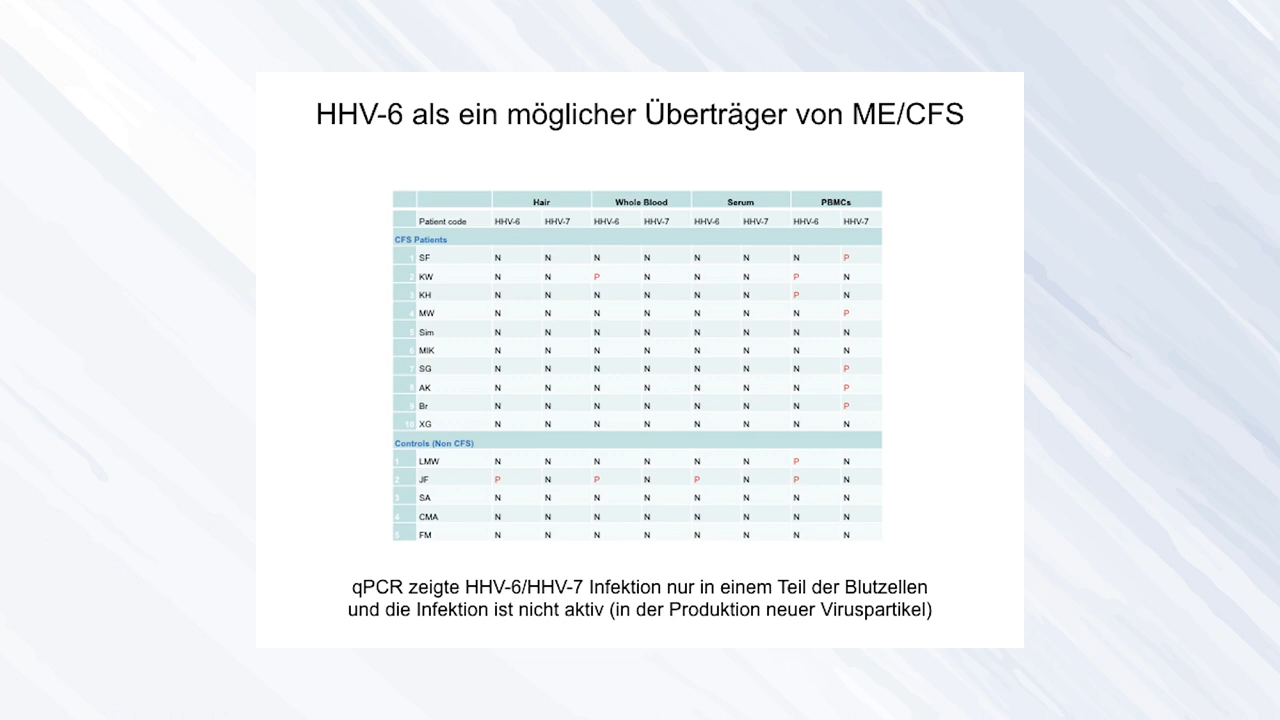 HHV-6 als ein möglicher Überträger von ME/CFS
Hair Whole Blood Serum PBMCs
Patient code HHV-6 HHV-7 HHV-6 HHV-7 HHV-6 HHV-7 HHV-6 HHV-7
CFS Patients
1 SF N N N N N N N P
2 KW N N P N N N P N
3 KH N N N N N N P N
4 MW N N N N N N N P
5 Sim N N N N N N N N
6 MIK N N N N N N N N
7 SG N N N N N N N P
8 AK N N N N N N N P
9 Br N N N N N N N P
10 XG N N N N N N N N
Controls (Non CFS)
1 LMW N N N N N N P N
2 JF P N P N P N P N
3 SA N N N N N N N N
4 CMA N N N N N N N N
5 FM N N N N N N N N
qPCR zeigte HHV-6/HHV-7 Infektion nur in einem Teil der Blutzellen
und die Infektion ist nicht aktiv (in der Produktion neuer Viruspartikel)